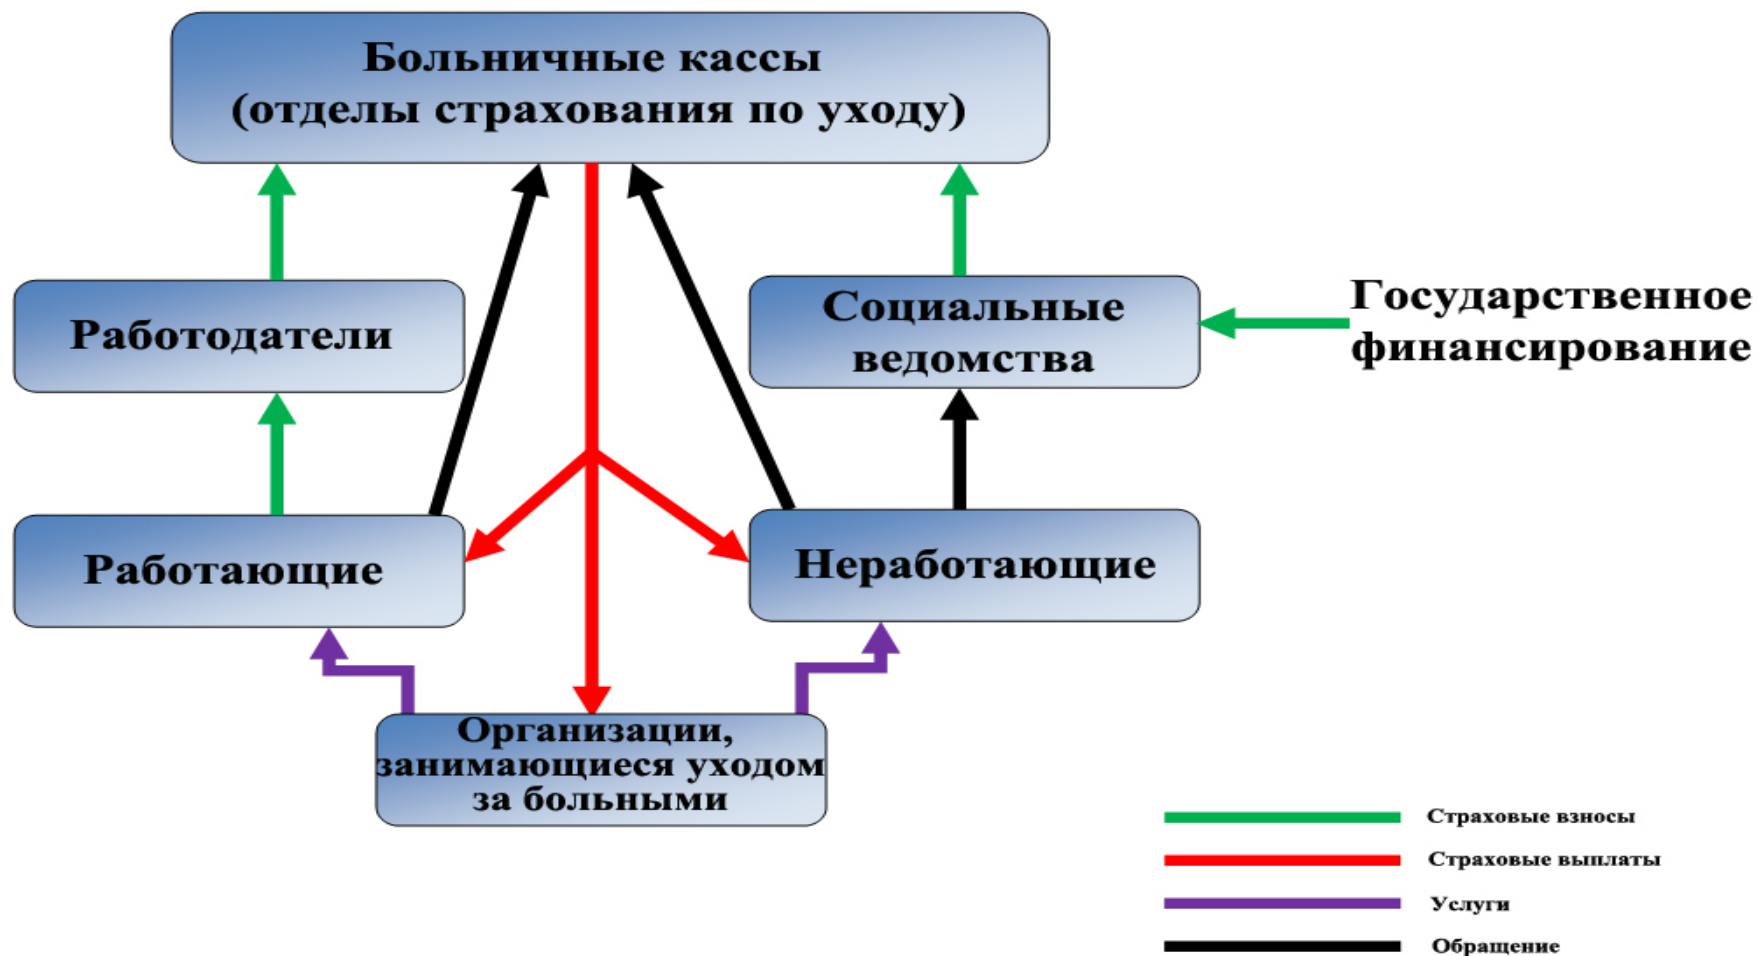 Больничные кассы
(отделы страхования по уходу)
Работодатели
Социальные
ведомства
Государственное
финансирование
Работающие
Неработающие
Организации,
занимающиеся уходом
за больными
Страховые взносы
Страховые выплаты
Услуги
Обращение